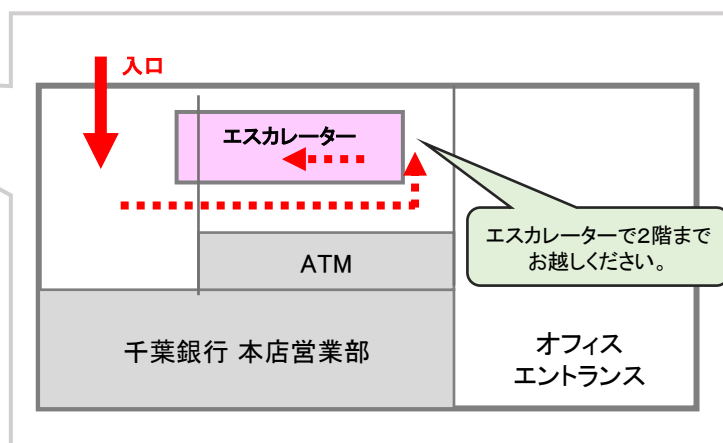 入口
エスカレーター
エスカレーターで2階まで
お越しください。
ATM
千葉銀行 本店営業部
オフィス
エントランス